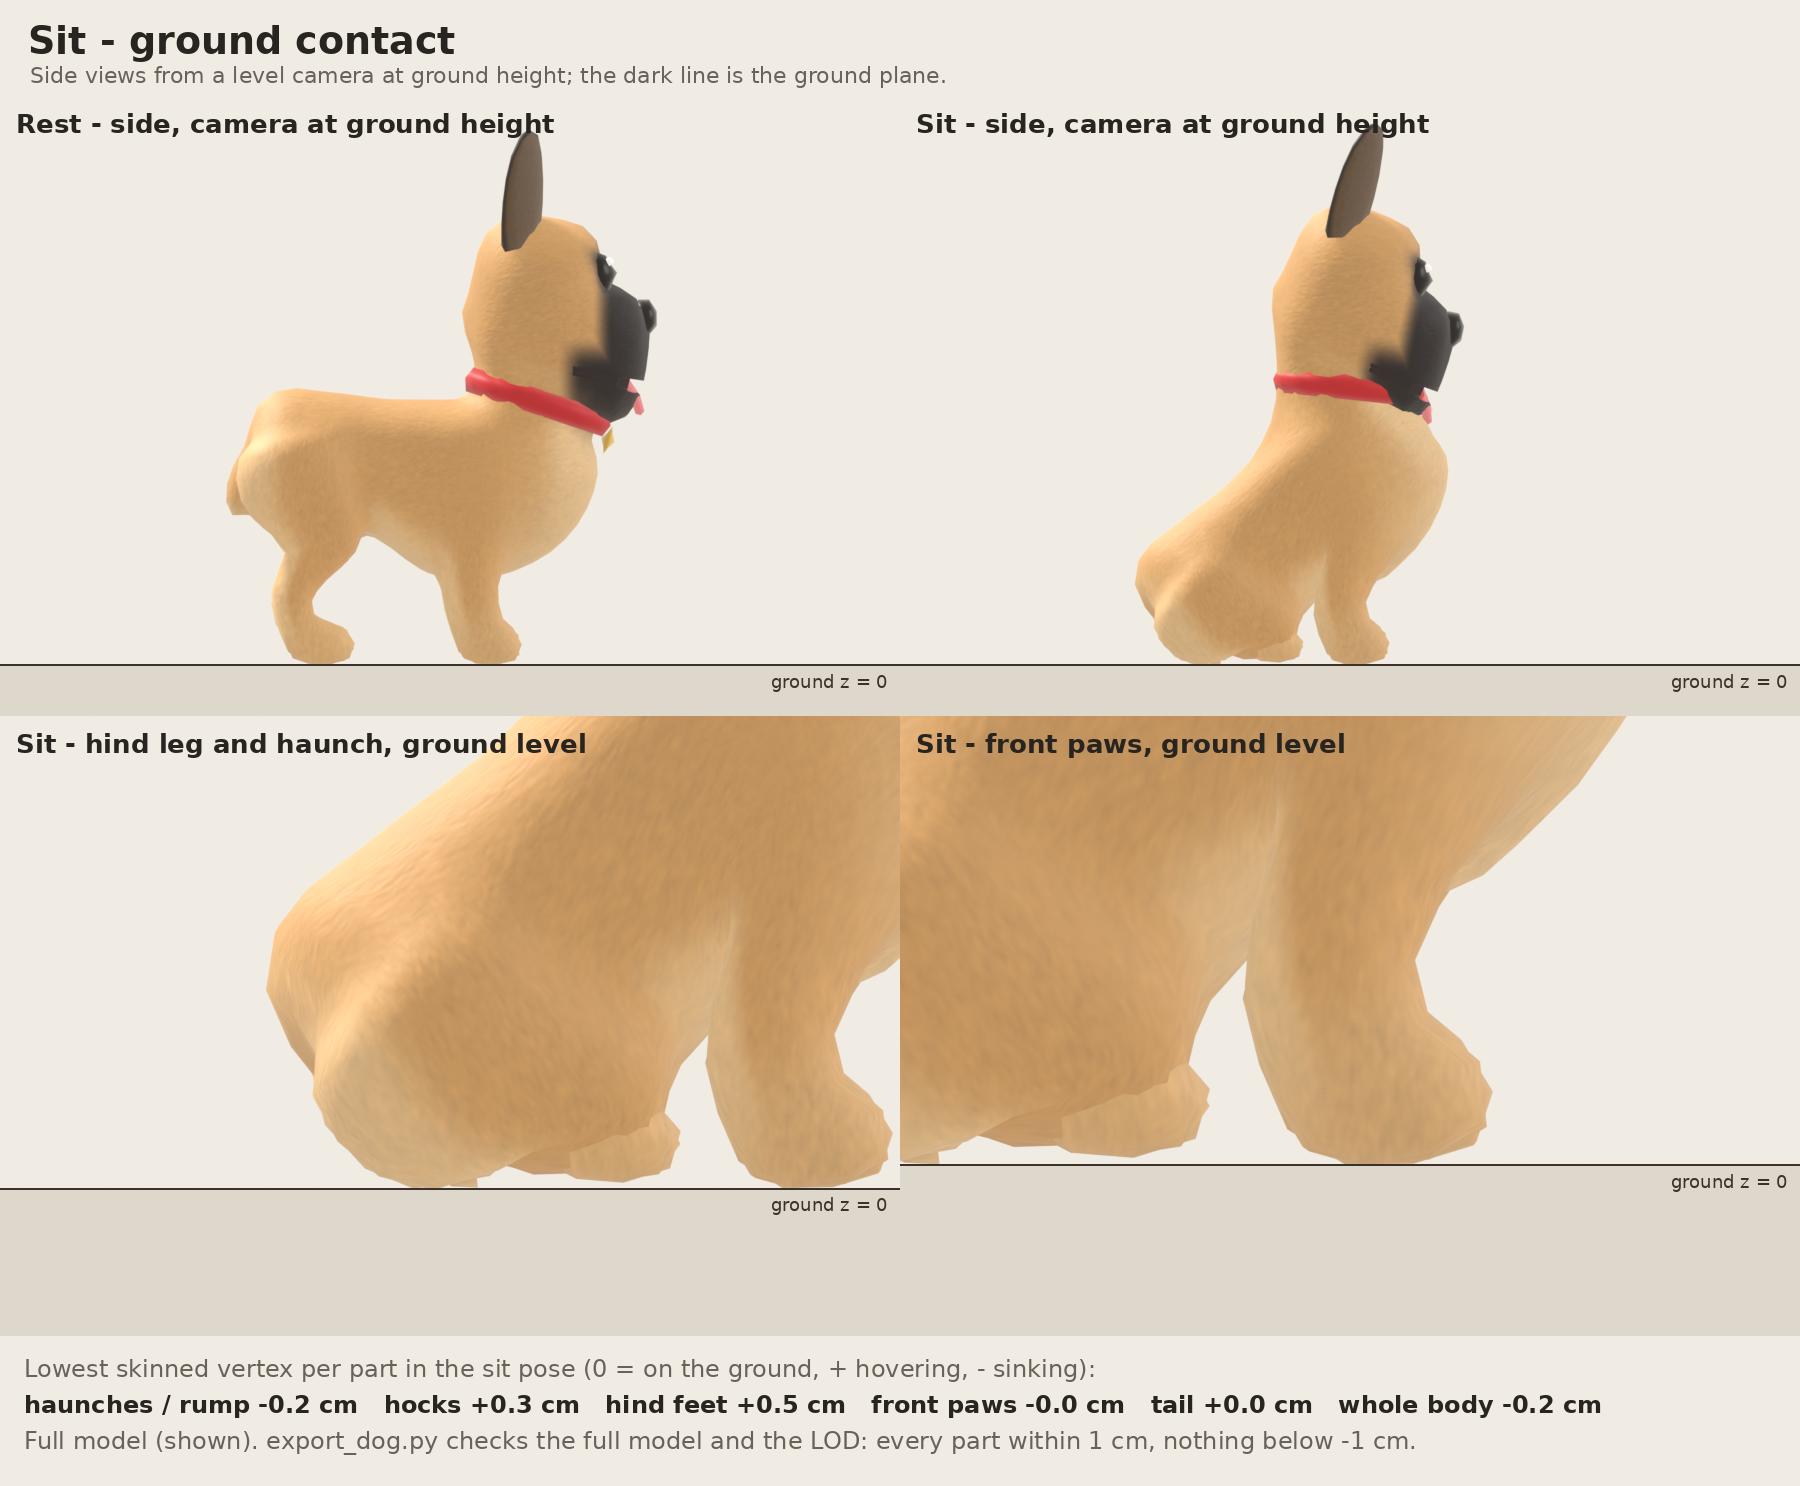 Sit - ground contact
Side views from a level camera at ground height; the dark line is the ground plane.
Rest - side, camera at ground height
Sit - side, camera at ground height
ground z = 0
ground z = 0
Sit - hind leg and haunch, ground level
Sit - front paws, ground level
ground z = 0
ground z = 0
Lowest skinned vertex per part in the sit pose (0 = on the ground, + hovering, - sinking):
haunches / rump -0.2 cm hocks +0.3 cm hind feet +0.5 cm front paws -0.0 cm tail +0.0 cm whole body -0.2 cm
Full model (shown). export_dog.py checks the full model and the LOD: every part within 1 cm, nothing below -1 cm.